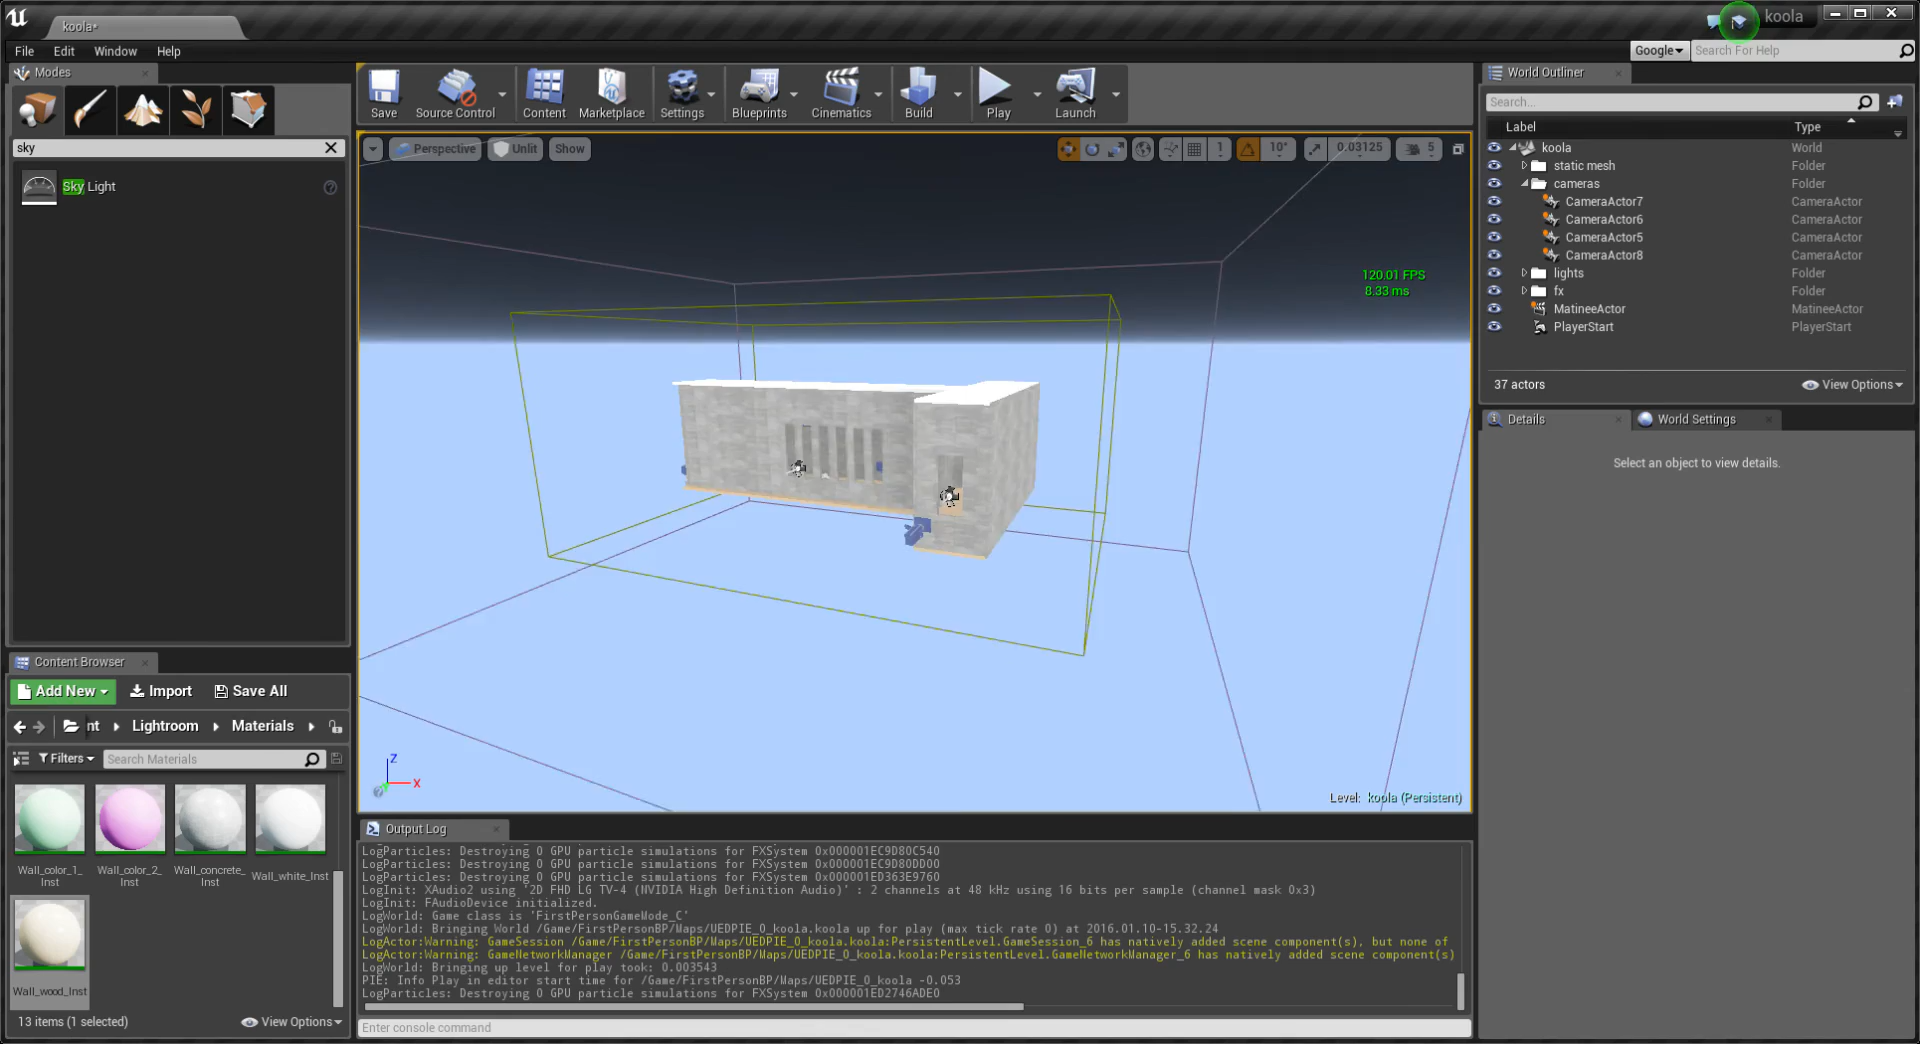 koola*
koola
File Edit Window Help
Google
Search For Help
Modes
sky
Sky Light
Save
Source Control
Content
Marketplace
Settings
Blueprints
Cinematics
Build
Play
Launch
Perspective
Unlit
Show
1
10°
0.03125
5
120.01 FPS
8.33 ms
Z
X
Level: koola (Persistent)
World Outliner
Search...
Label Type
koola World
static mesh Folder
cameras Folder
CameraActor7 CameraActor
CameraActor6 CameraActor
CameraActor5 CameraActor
CameraActor8 CameraActor
lights Folder
fx Folder
MatineeActor MatineeActor
PlayerStart PlayerStart
37 actors
View Options
Details
World Settings
Select an object to view details.
Content Browser
Add New
Import
Save All
nt Lightroom Materials
Filters
Search Materials
Wall_color_1_
Inst
Wall_color_2_
Inst
Wall_concrete_
Inst
Wall_white_Inst
Wall_wood_Inst
13 items (1 selected)
View Options
Output Log
LogParticles: Destroying 0 GPU particle simulations for FXSystem 0x000001EC9D80C540
LogParticles: Destroying 0 GPU particle simulations for FXSystem 0x000001EC9D80DD00
LogParticles: Destroying 0 GPU particle simulations for FXSystem 0x000001ED363E9760
LogInit: XAudio2 using '2D FHD LG TV-4 (NVIDIA High Definition Audio)' : 2 channels at 48 kHz using 16 bits per sample (channel mask 0x3)
LogInit: FAudioDevice initialized.
LogWorld: Game class is 'FirstPersonGameMode_C'
LogWorld: Bringing World /Game/FirstPersonBP/Maps/UEDPIE_0_koola.koola up for play (max tick rate 0) at 2016.01.10-15.32.24
LogActor:Warning: GameSession /Game/FirstPersonBP/Maps/UEDPIE_0_koola.koola:PersistentLevel.GameSession_6 has natively added scene component(s), but none of
LogActor:Warning: GameNetworkManager /Game/FirstPersonBP/Maps/UEDPIE_0_koola.koola:PersistentLevel.GameNetworkManager_6 has natively added scene component(s)
LogWorld: Bringing up level for play took: 0.003543
PIE: Info Play in editor start time for /Game/FirstPersonBP/Maps/UEDPIE_0_koola -0.053
LogParticles: Destroying 0 GPU particle simulations for FXSystem 0x000001ED2746ADE0
Enter console command